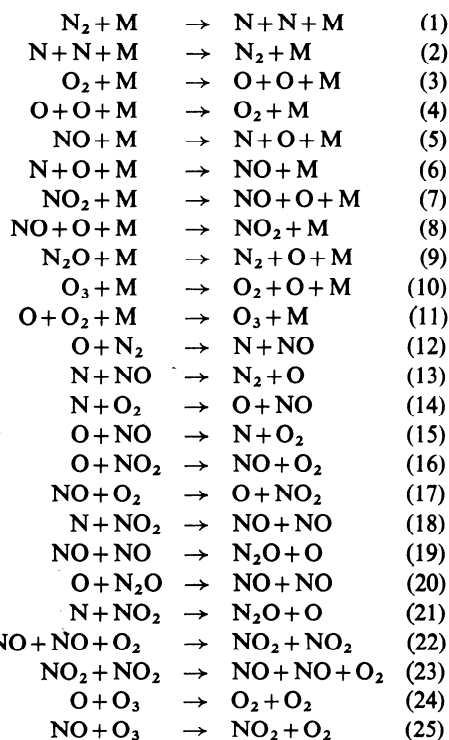 N₂+M → N+N+M (1)
N+N+M → N₂+M (2)
O₂+M → O+O+M (3)
O+O+M → O₂+M (4)
NO+M → N+O+M (5)
N+O+M → NO+M (6)
NO₂+M → NO+O+M (7)
NO+O+M → NO₂+M (8)
N₂O+M → N₂+O+M (9)
O₃+M → O₂+O+M (10)
O+O₂+M → O₃+M (11)
O+N₂ → N+NO (12)
N+NO → N₂+O (13)
N+O₂ → O+NO (14)
O+NO → N+O₂ (15)
O+NO₂ → NO+O₂ (16)
NO+O₂ → O+NO₂ (17)
N+NO₂ → NO+NO (18)
NO+NO → N₂O+O (19)
O+N₂O → NO+NO (20)
N+NO₂ → N₂O+O (21)
NO+NO+O₂ → NO₂+NO₂ (22)
NO₂+NO₂ → NO+NO+O₂ (23)
O+O₃ → O₂+O₂ (24)
NO+O₃ → NO₂+O₂ (25)